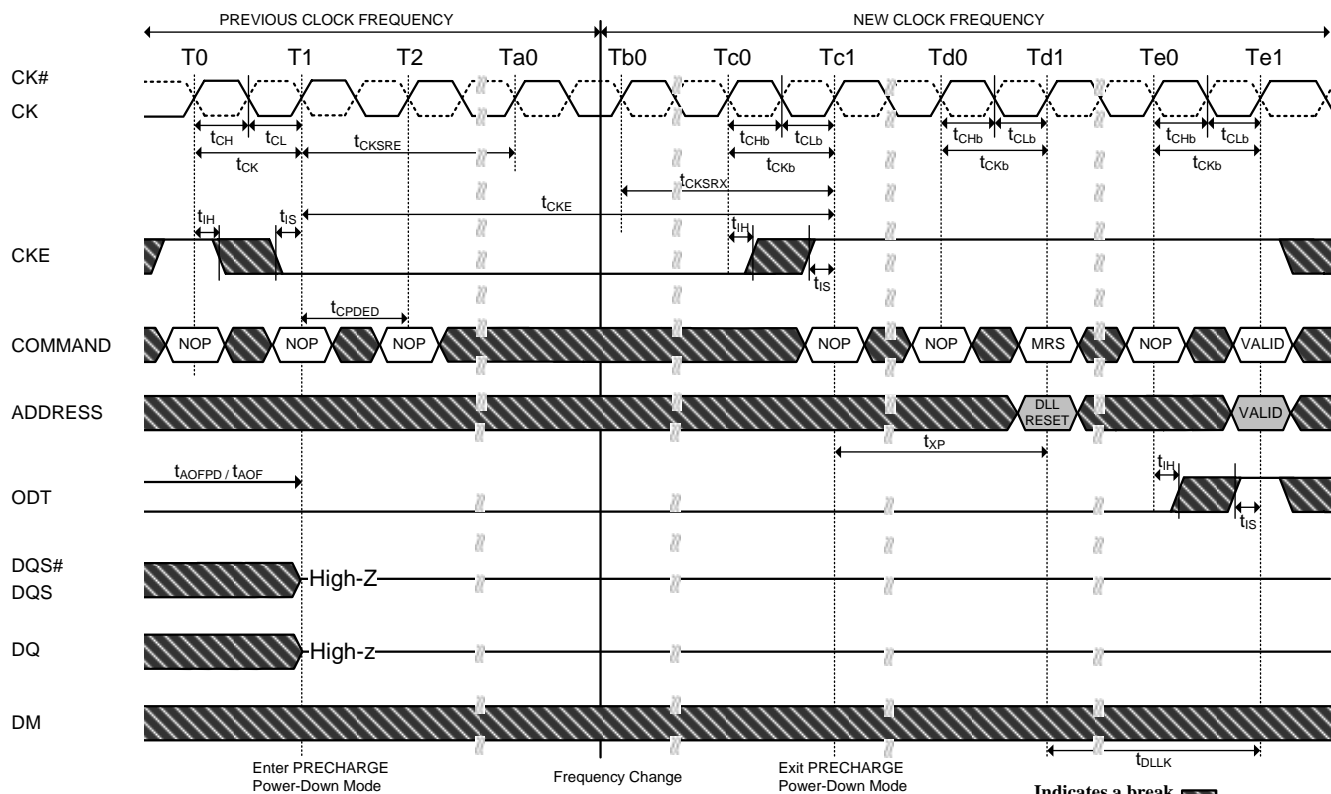 PREVIOUS CLOCK FREQUENCY NEW CLOCK FREQUENCY
T0 T1 T2 Ta0 Tb0 Tc0 Tc1 Td0 Td1 Te0 Te1
CK#
CK
tCH tCL tCHb tCLb tCHb tCLb tCHb tCLb
tCK tCKSRE tCKb tCKb tCKb
tCKSRX
tCKE
tIH tIS tIH
CKE
tIS
tCPDED
COMMAND NOP NOP NOP NOP NOP MRS NOP VALID
ADDRESS DLL RESET VALID
tXP
tAOFPD / tAOF tIH
ODT
tIS
DQS#
DQS
High-Z
DQ High-z
DM
tDLLK
Enter PRECHARGE
Power-Down Mode
Frequency Change
Exit PRECHARGE
Power-Down Mode
Indicates a break